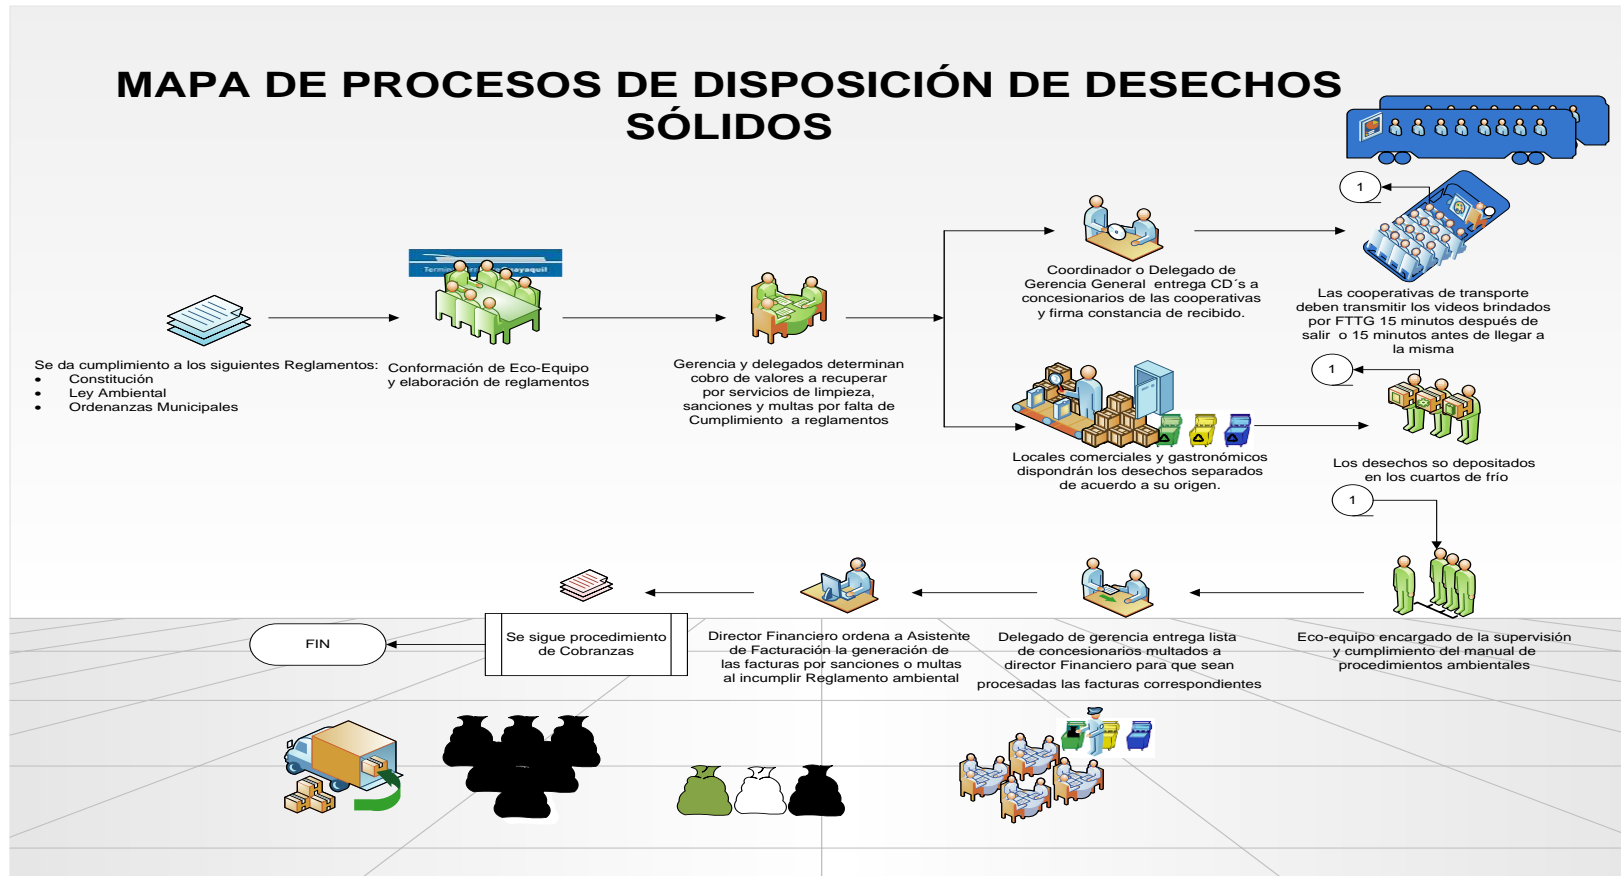 MAPA DE PROCESOS DE DISPOSICIÓN DE DESECHOS
SÓLIDOS
Se da cumplimiento a los siguientes Reglamentos:
• Constitución
• Ley Ambiental
• Ordenanzas Municipales
Conformación de Eco-Equipo
y elaboración de reglamentos
Gerencia y delegados determinan
cobro de valores a recuperar
por servicios de limpieza,
sanciones y multas por falta de
Cumplimiento a reglamentos
Coordinador o Delegado de
Gerencia General entrega CD´s a
concesionarios de las cooperativas
y firma constancia de recibido.
1
Las cooperativas de transporte
deben transmitir los videos brindados
por FTTG 15 minutos después de
salir o 15 minutos antes de llegar a
la misma
Locales comerciales y gastronómicos
dispondrán los desechos separados
de acuerdo a su origen.
1
Los desechos so depositados
en los cuartos de frío
1
Eco-equipo encargado de la supervisión
y cumplimiento del manual de
procedimientos ambientales
Delegado de gerencia entrega lista
de concesionarios multados a
director Financiero para que sean
procesadas las facturas correspondientes
Director Financiero ordena a Asistente
de Facturación la generación de
las facturas por sanciones o multas
al incumplir Reglamento ambiental
Se sigue procedimiento
de Cobranzas
FIN